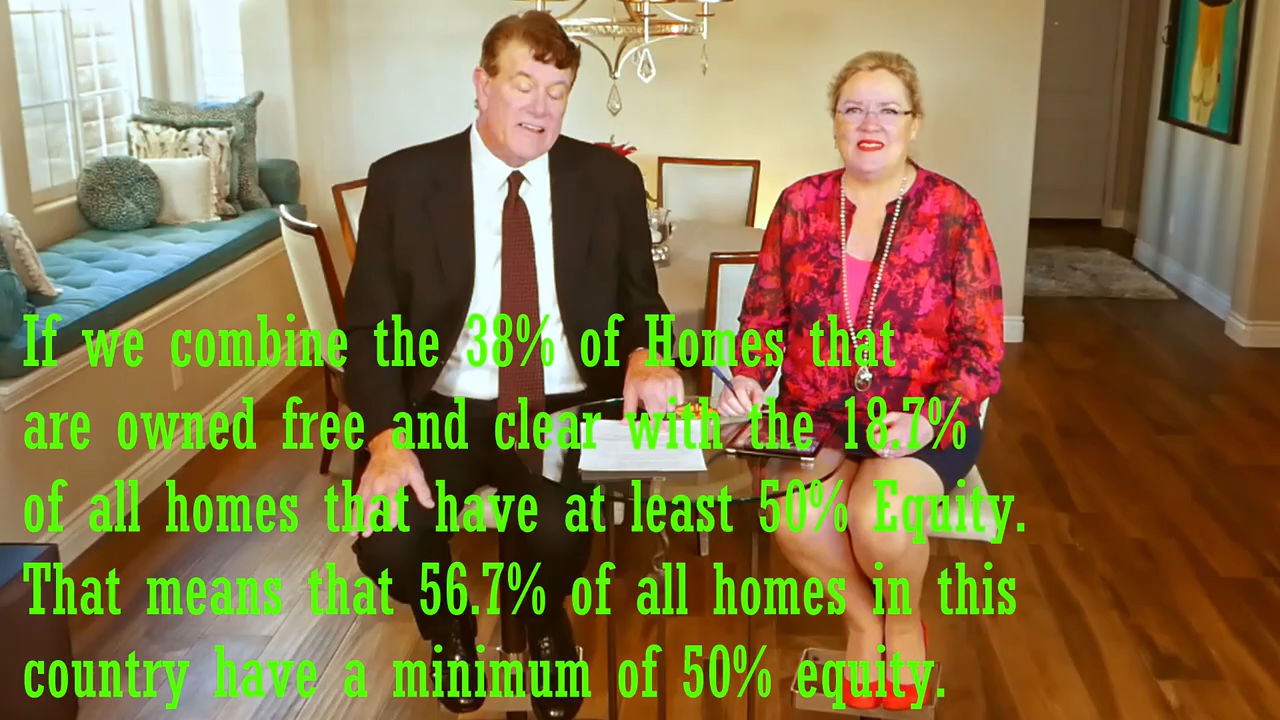 If we combine the 38% of Homes that
are owned free and clear with the 18.7%
of all homes that have at least 50% Equity.
That means that 56.7% of all homes in this
country have a minimum of 50% equity.